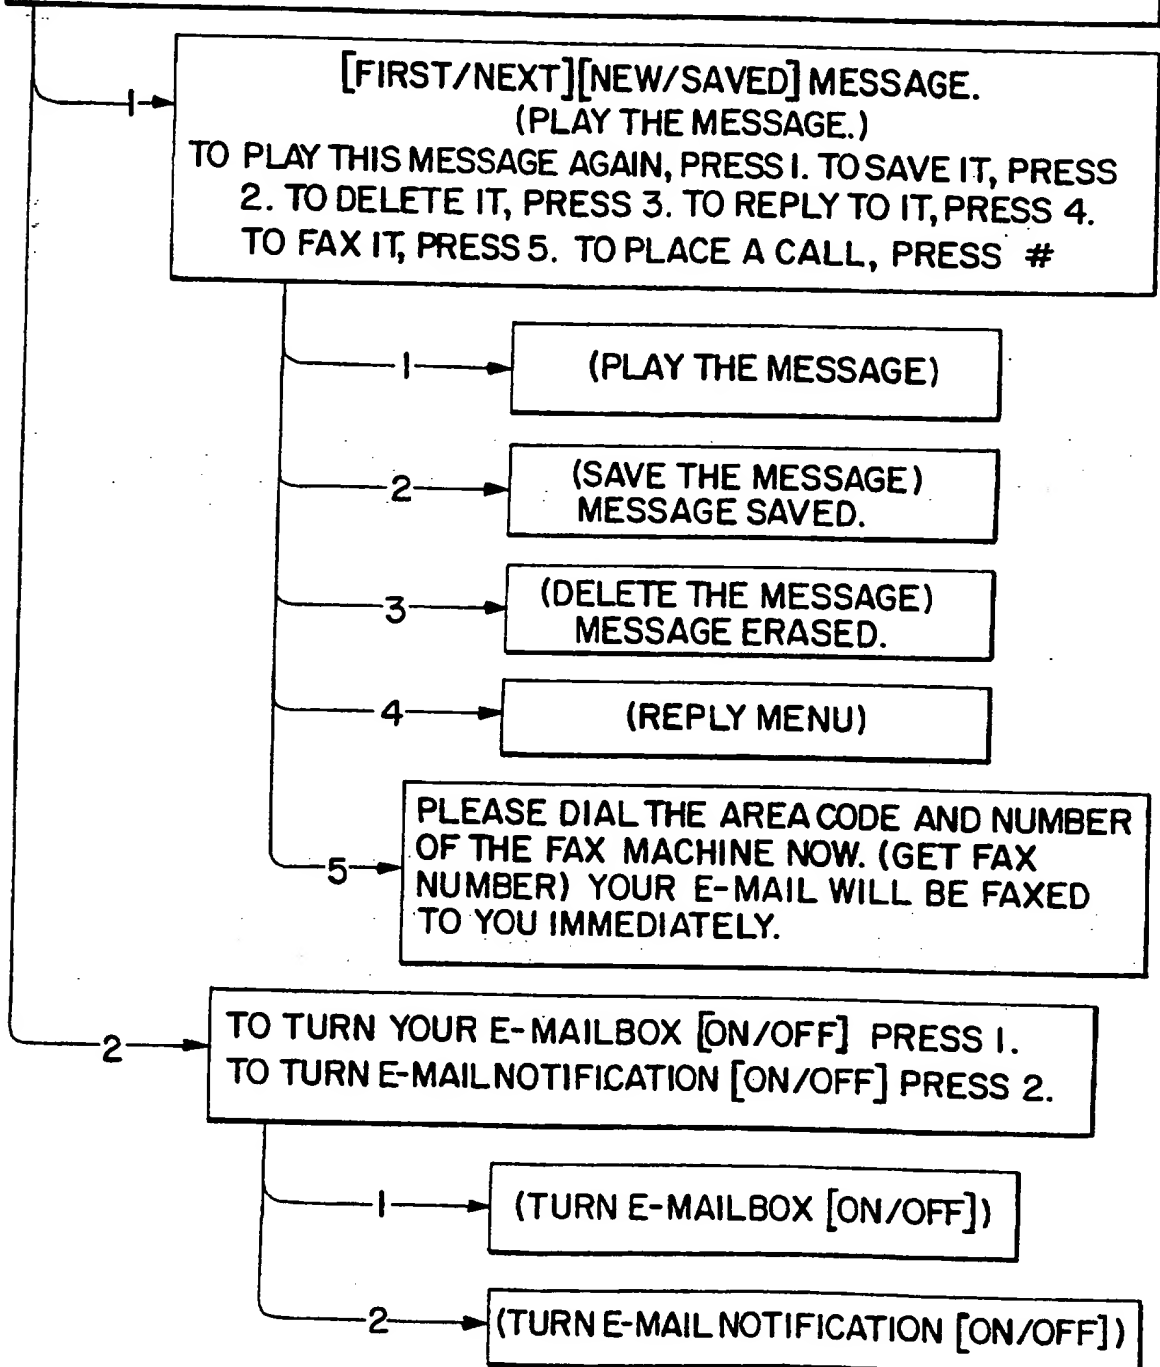 [FIRST/NEXT][NEW/SAVED] MESSAGE.
(PLAY THE MESSAGE.)
1
TO PLAY THIS MESSAGE AGAIN, PRESS 1. TO SAVE IT, PRESS
2. TO DELETE IT, PRESS 3. TO REPLY TO IT, PRESS 4.
TO FAX IT, PRESS 5. TO PLACE A CALL, PRESS #
1
(PLAY THE MESSAGE)
2
(SAVE THE MESSAGE)
MESSAGE SAVED.
3
(DELETE THE MESSAGE)
MESSAGE ERASED.
4
(REPLY MENU)
5
PLEASE DIAL THE AREA CODE AND NUMBER
OF THE FAX MACHINE NOW. (GET FAX
NUMBER) YOUR E-MAIL WILL BE FAXED
TO YOU IMMEDIATELY.
2
TO TURN YOUR E-MAILBOX [ON/OFF] PRESS 1.
TO TURN E-MAIL NOTIFICATION [ON/OFF] PRESS 2.
1
(TURN E-MAILBOX [ON/OFF])
2
(TURN E-MAIL NOTIFICATION [ON/OFF])